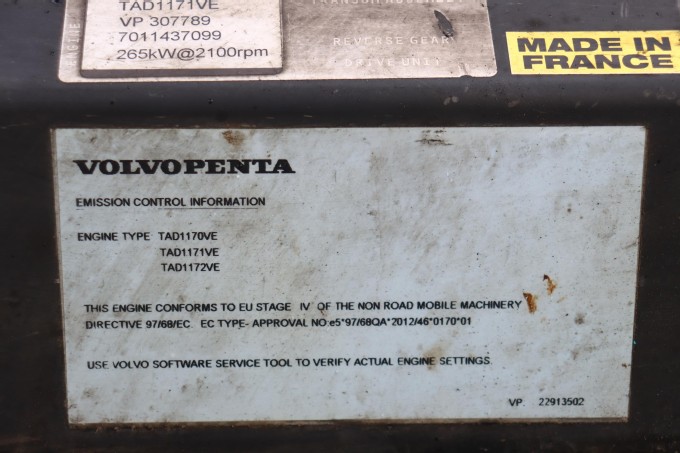 TAD1171VE
VP 307789
7011437099
265kW@2100rpm
ENGINE
REVERSE GEAR
DRIVE UNIT
MADE IN
FRANCE
VOLVO PENTA
EMISSION CONTROL INFORMATION
ENGINE TYPE TAD1170VE
TAD1171VE
TAD1172VE
THIS ENGINE CONFORMS TO EU STAGE IV OF THE NON ROAD MOBILE MACHINERY
DIRECTIVE 97/68/EC. EC TYPE- APPROVAL NO:e5*97/68QA*2012/46*0170*01
USE VOLVO SOFTWARE SERVICE TOOL TO VERIFY ACTUAL ENGINE SETTINGS.
VP. 22913502